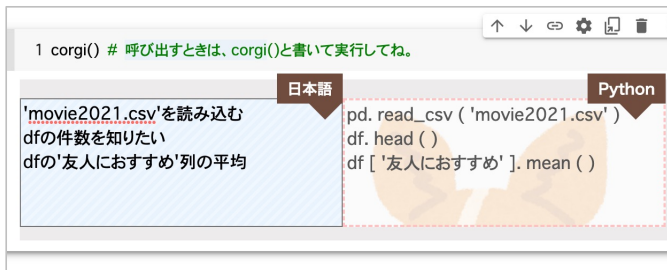 1 corgi() # 呼び出すときは、corgi()と書いて実行してね。
日本語
'movie2021.csv'を読み込む
dfの件数を知りたい
dfの'友人におすすめ'列の平均
Python
pd. read_csv ( 'movie2021.csv' )
df. head ( )
df [ '友人におすすめ' ]. mean ( )